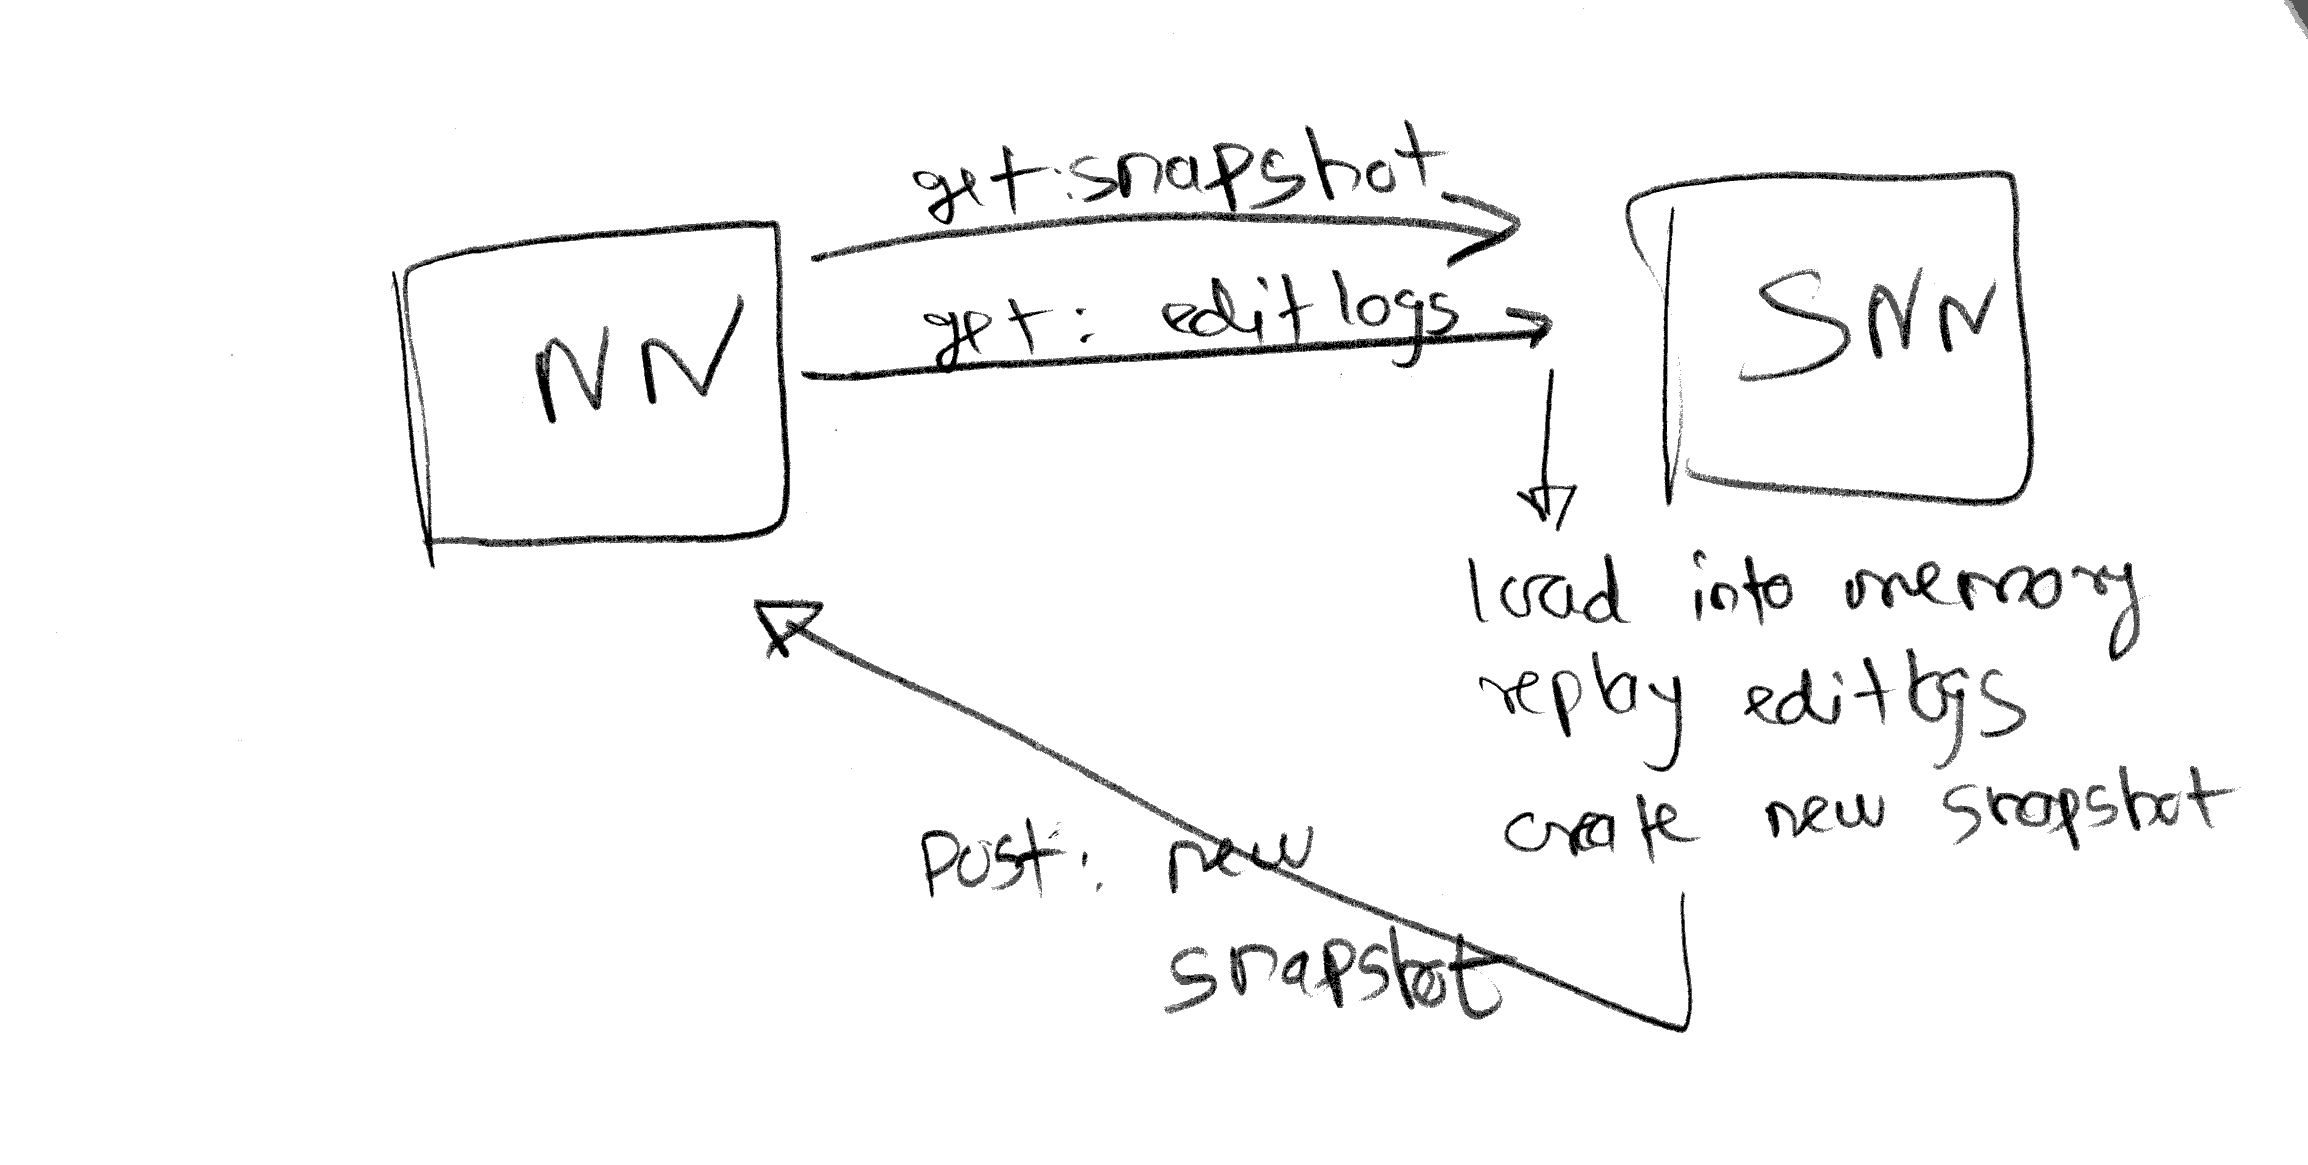 get: snapshot
NN
get: editlogs
SNN
load into memory
replay editlogs
create new snapshot
Post: new
snapshot